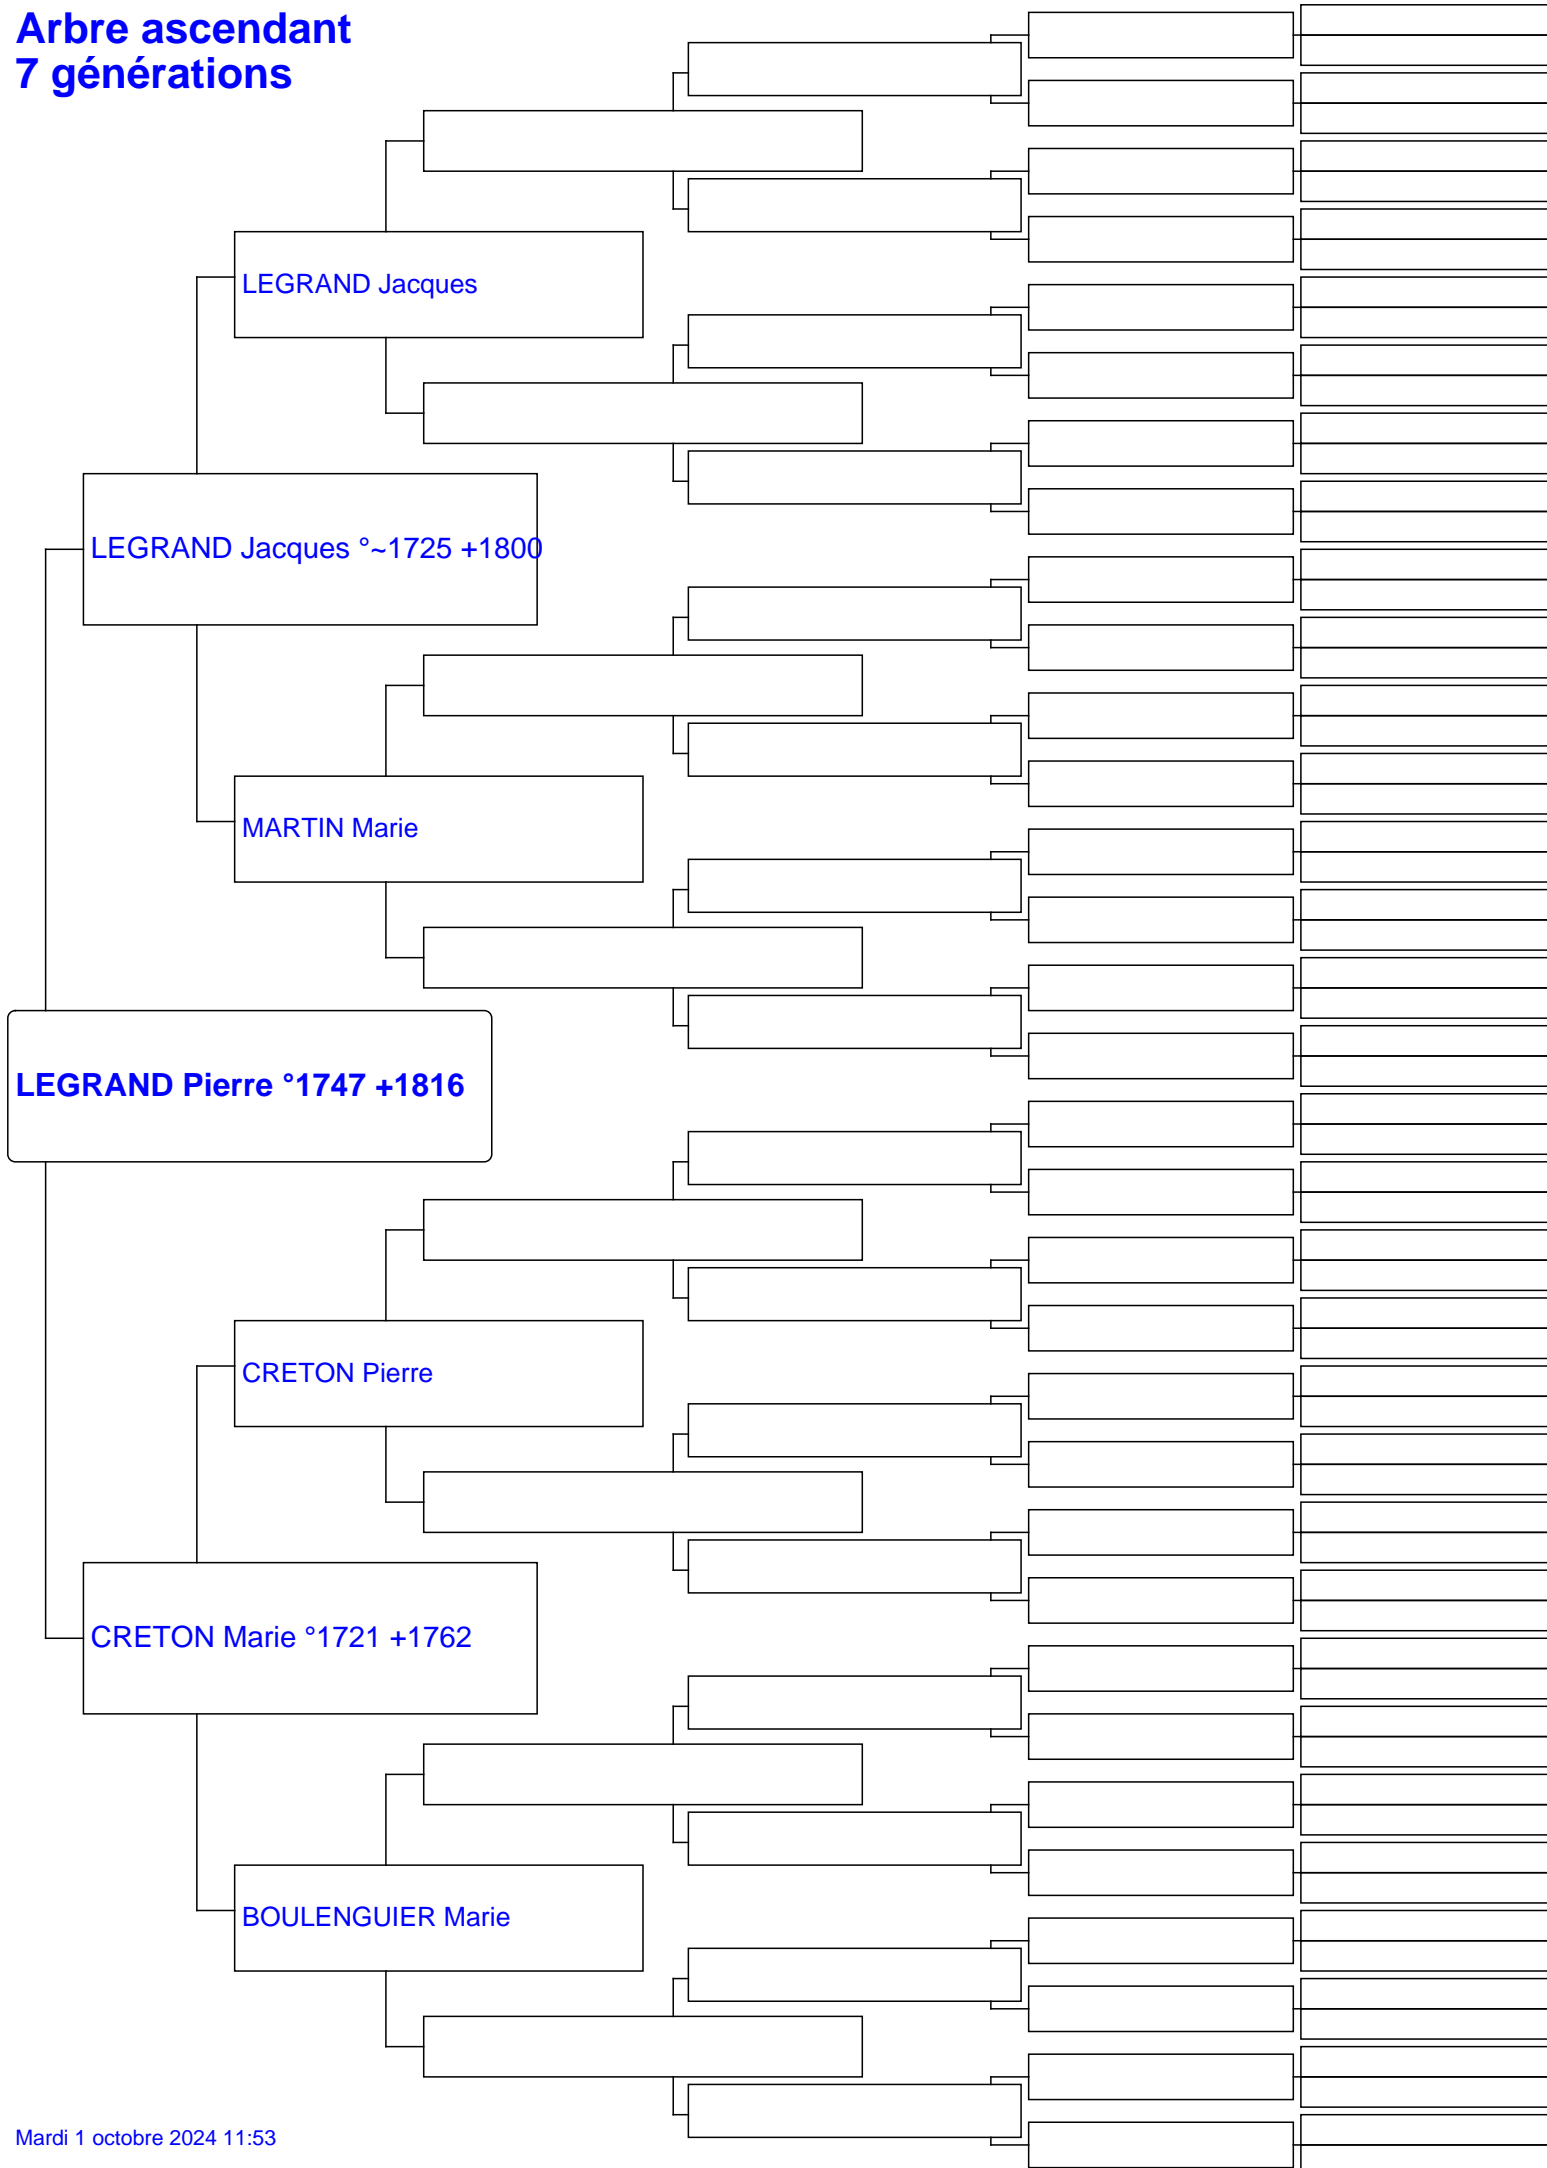 Arbre ascendant
7 générations
LEGRAND Jacques
LEGRAND Jacques °~1725 +1800
MARTIN Marie
LEGRAND Pierre °1747 +1816
CRETON Pierre
CRETON Marie °1721 +1762
BOULENGUIER Marie
Mardi 1 octobre 2024 11:53